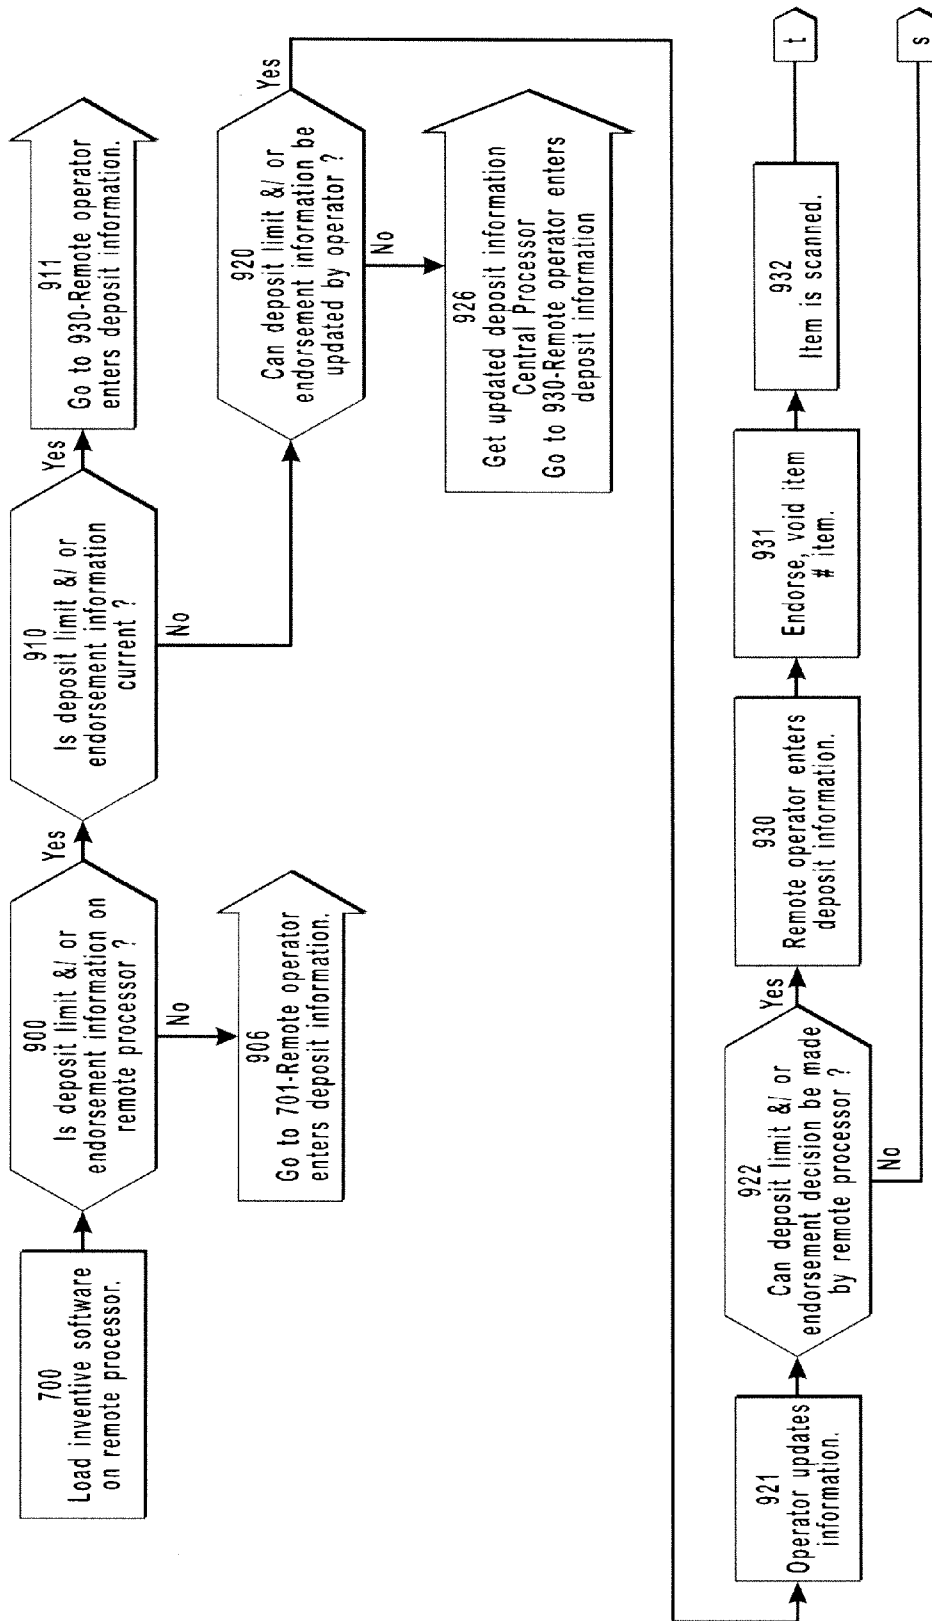 700
Load inventive software
on remote processor.
900
Is deposit limit &/ or
endorsement information on
remote processor ?
Yes
No
906
Go to 701-Remote operator
enters deposit information.
910
Is deposit limit &/ or
endorsement information
current ?
Yes
No
911
Go to 930-Remote operator
enters deposit information.
920
Can deposit limit &/ or
endorsement information be
updated by operator ?
Yes
No
926
Get updated deposit information
Central Processor
Go to 930-Remote operator enters
deposit information
921
Operator updates
information.
922
Can deposit limit &/ or
endorsement decision be made
by remote processor ?
Yes
No
930
Remote operator enters
deposit information.
931
Endorse, void item
# item.
932
Item is scanned.
t
s